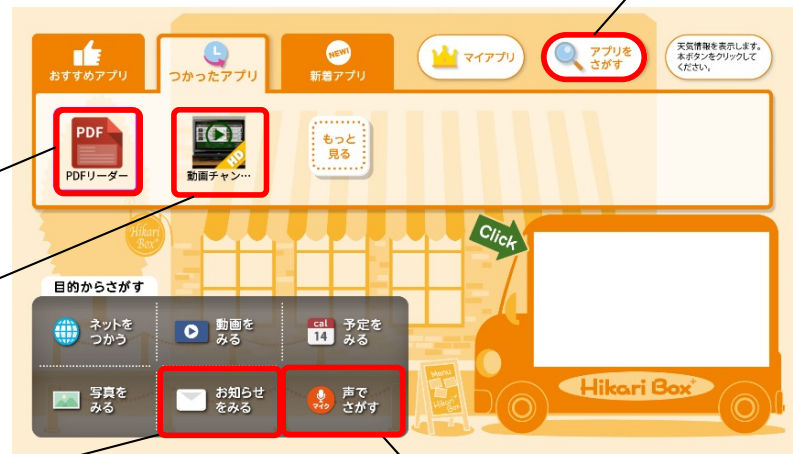 おすすめアプリ
つかったアプリ
NEW!
新着アプリ
マイアプリ
アプリを
さがす
天気情報を表示します。
本ボタンをクリックして
ください。
PDF
PDFリーダー
HD
動画チャン…
もっと
見る
Hikari
Box+
Click
目的からさがす
ネットを
つかう
動画を
みる
cal
14
予定を
みる
写真を
みる
お知らせ
をみる
マイク
声で
さがす
Menu
Hikari
Box
Hikari Box+